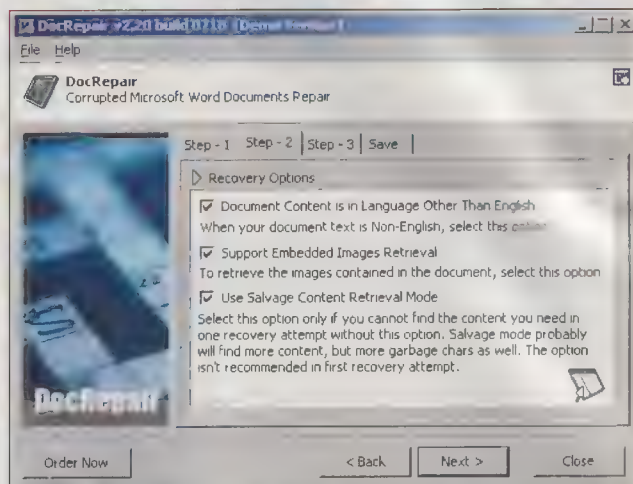 DocRepair v2.20 build 0718 [Demo Version]
File Help
DocRepair
Corrupted Microsoft Word Documents Repair
Step - 1 Step - 2 Step - 3 Save
Recovery Options
Document Content is in Language Other Than English
When your document text is Non-English, select this option
Support Embedded Images Retrieval
To retrieve the images contained in the document, select this option
Use Salvage Content Retrieval Mode
Select this option only if you cannot find the content you need in
one recovery attempt without this option. Salvage mode probably
will find more content, but more garbage chars as well. The option
isn't recommended in first recovery attempt.
DocRepair
Order Now < Back Next > Close